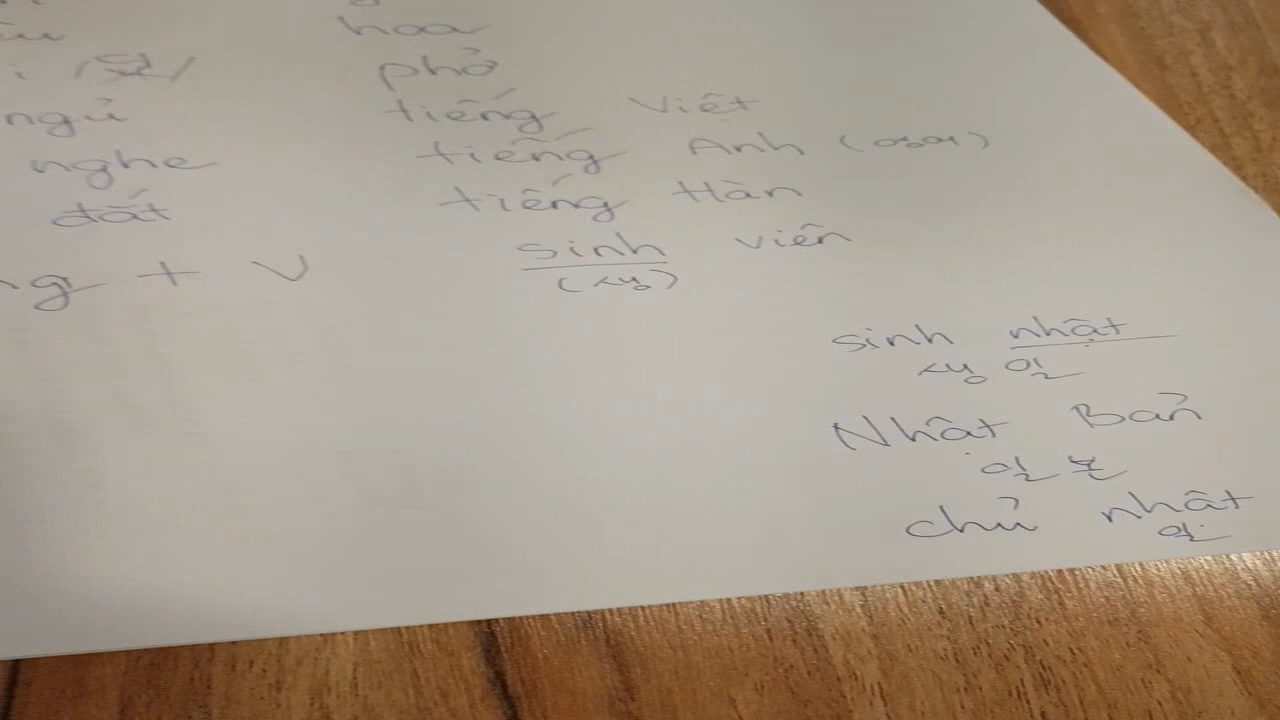 hoa
phở
ngủ tiếng Việt
nghe tiếng Anh (영어)
đất tiếng Hàn
+ V sinh viên
(생)
sinh nhật
생 일
Nhật Bản
일본
chủ nhật
일